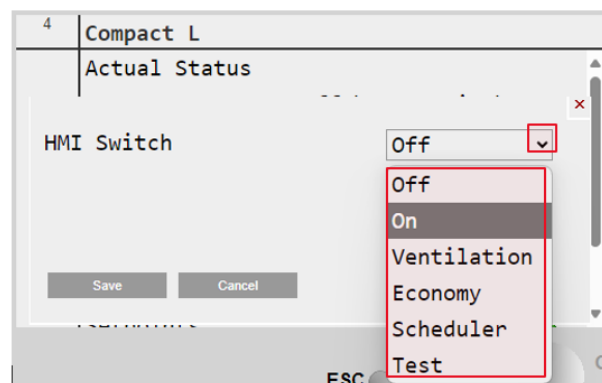 4
Compact L
Actual Status
×
HMI Switch
Off
Off
On
Ventilation
Save
Cancel
Economy
Scheduler
Test
ESC